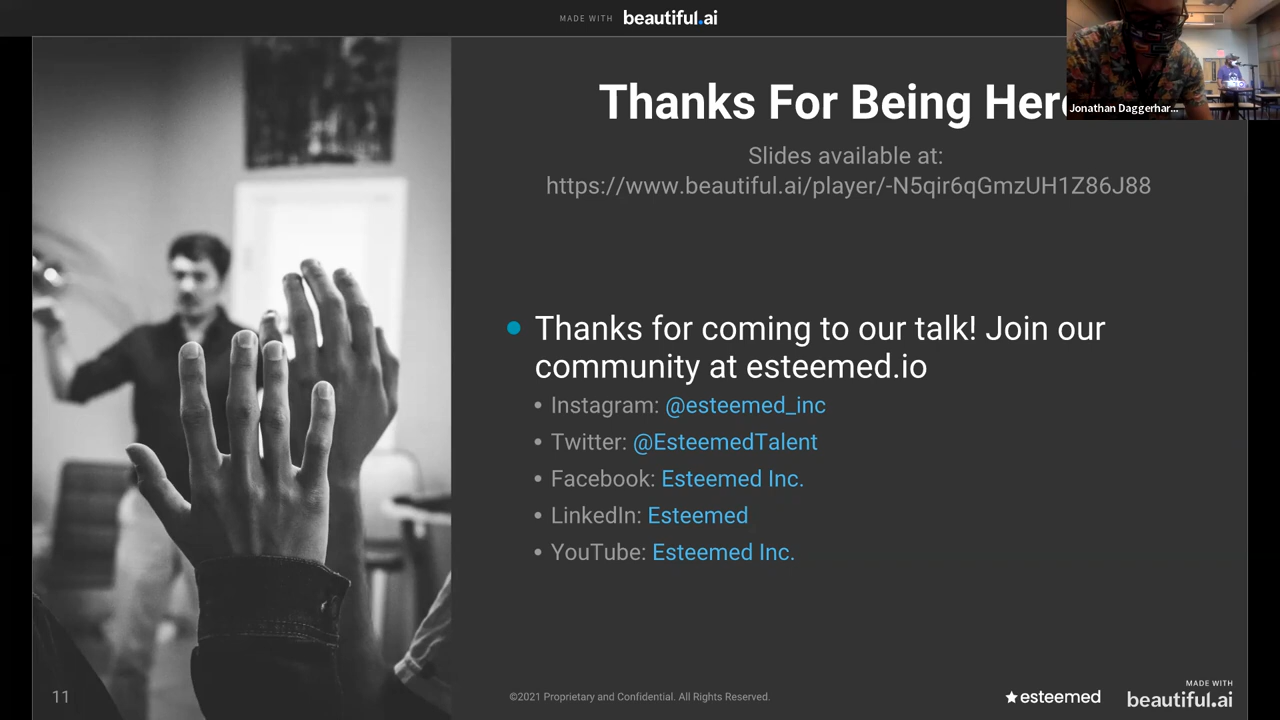 MADE WITH beautiful.ai
Thanks For Being Here
Jonathan Daggerhar...
Slides available at:
https://www.beautiful.ai/player/-N5qir6qGmzUH1Z86J88
Thanks for coming to our talk! Join our
community at esteemed.io
Instagram: @esteemed_inc
Twitter: @EsteemedTalent
Facebook: Esteemed Inc.
LinkedIn: Esteemed
YouTube: Esteemed Inc.
11
©2021 Proprietary and Confidential. All Rights Reserved.
esteemed
MADE WITH
beautiful.ai